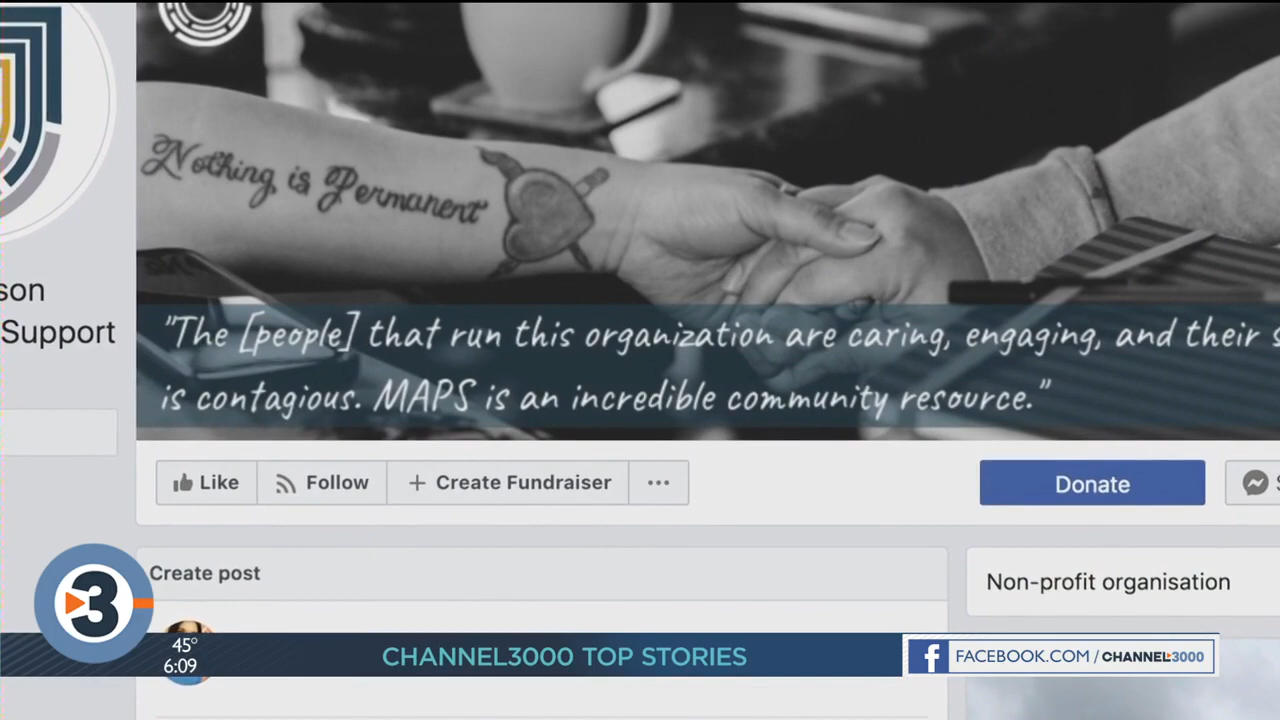 Nothing is Permanent
son
Support
"The [people] that run this organization are caring, engaging, and their s
is contagious. MAPS is an incredible community resource."
Like
Follow
+ Create Fundraiser
...
Donate
S
Create post
Non-profit organisation
3
45°
6:09
CHANNEL3000 TOP STORIES
f FACEBOOK.COM / CHANNEL3000